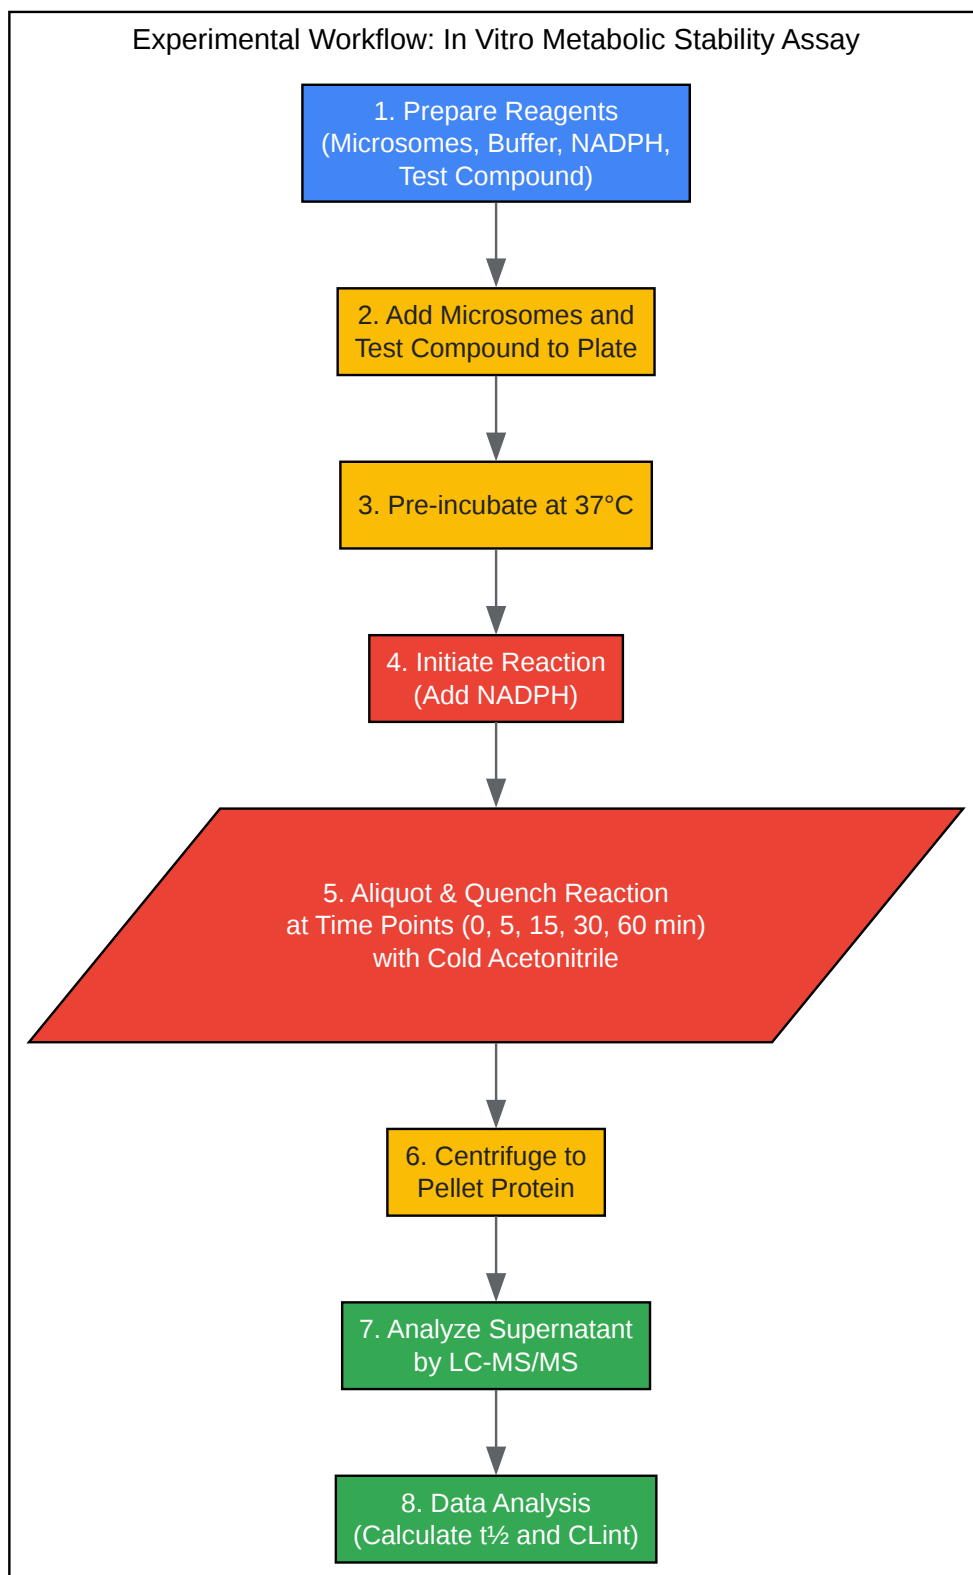 Experimental Workflow: In Vitro Metabolic Stability Assay
1. Prepare Reagents
(Microsomes, Buffer, NADPH,
Test Compound)
2. Add Microsomes and
Test Compound to Plate
3. Pre-incubate at 37°C
4. Initiate Reaction
(Add NADPH)
5. Aliquot & Quench Reaction
at Time Points (0, 5, 15, 30, 60 min)
with Cold Acetonitrile
6. Centrifuge to
Pellet Protein
7. Analyze Supernatant
by LC-MS/MS
8. Data Analysis
(Calculate t½ and CLint)